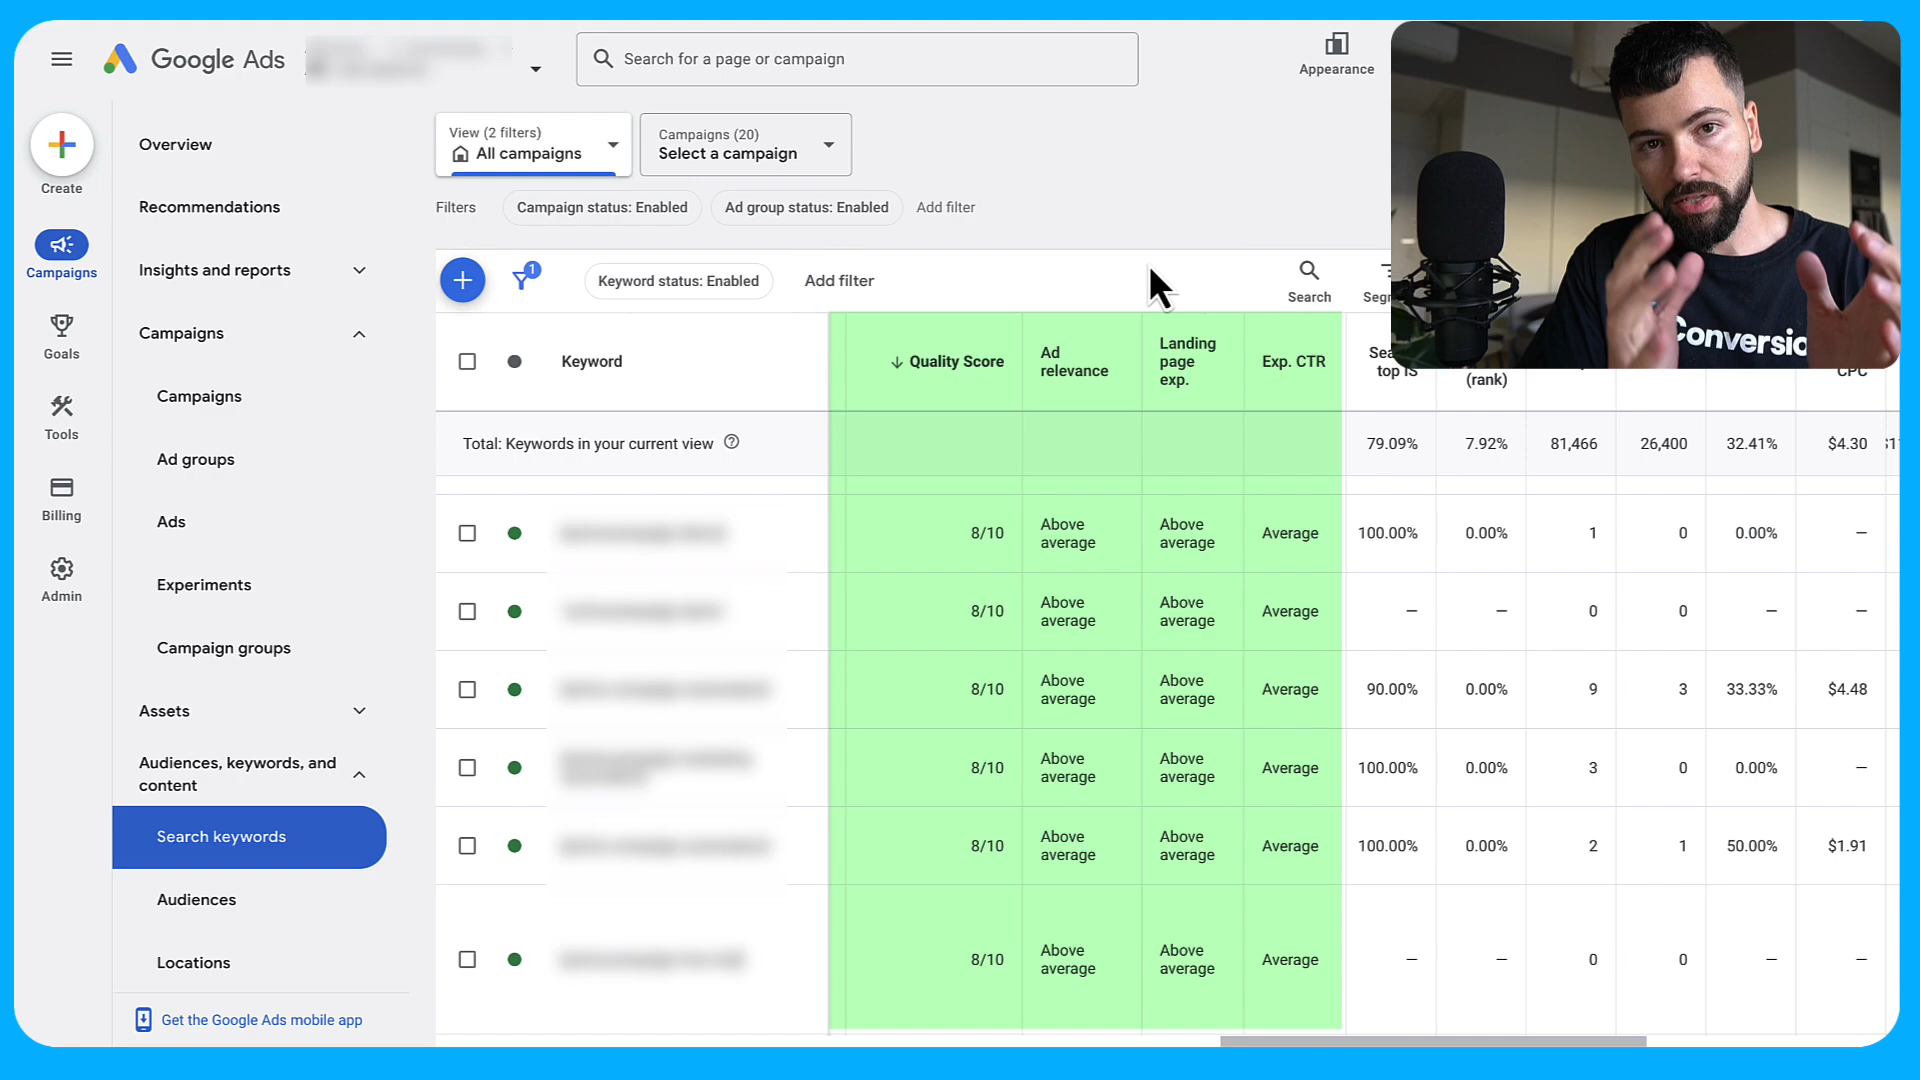 Google Ads
Search for a page or campaign
Appearance
Create
Campaigns
Goals
Tools
Billing
Admin
Overview
Recommendations
Insights and reports
Campaigns
Campaigns
Ad groups
Ads
Experiments
Campaign groups
Assets
Audiences, keywords, and
content
Search keywords
Audiences
Locations
Get the Google Ads mobile app
View (2 filters)
All campaigns
Campaigns (20)
Select a campaign
Filters
Campaign status: Enabled
Ad group status: Enabled
Add filter
1
Keyword status: Enabled
Add filter
Search
Conversio
Keyword
Quality Score
Ad
relevance
Landing
page
exp.
Exp. CTR
top IS
(rank)
CPC
Total: Keywords in your current view
79.09% 7.92% 81,466 26,400 32.41% $4.30
8/10 Above average Above average Average 100.00% 0.00% 1 0 0.00% —
8/10 Above average Above average Average — — 0 0 — —
8/10 Above average Above average Average 90.00% 0.00% 9 3 33.33% $4.48
8/10 Above average Above average Average 100.00% 0.00% 3 0 0.00% —
8/10 Above average Above average Average 100.00% 0.00% 2 1 50.00% $1.91
8/10 Above average Above average Average — — 0 0 — —